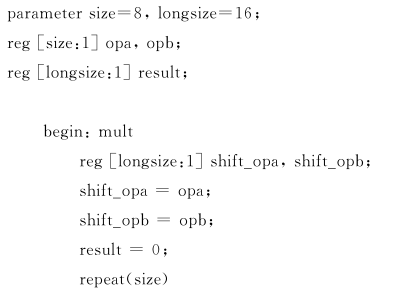 parameter size=8, longsize=16;
reg [size:1] opa, opb;
reg [longsize:1] result;
begin: mult
reg [longsize:1] shift_opa, shift_opb;
shift_opa = opa;
shift_opb = opb;
result = 0;
repeat(size)